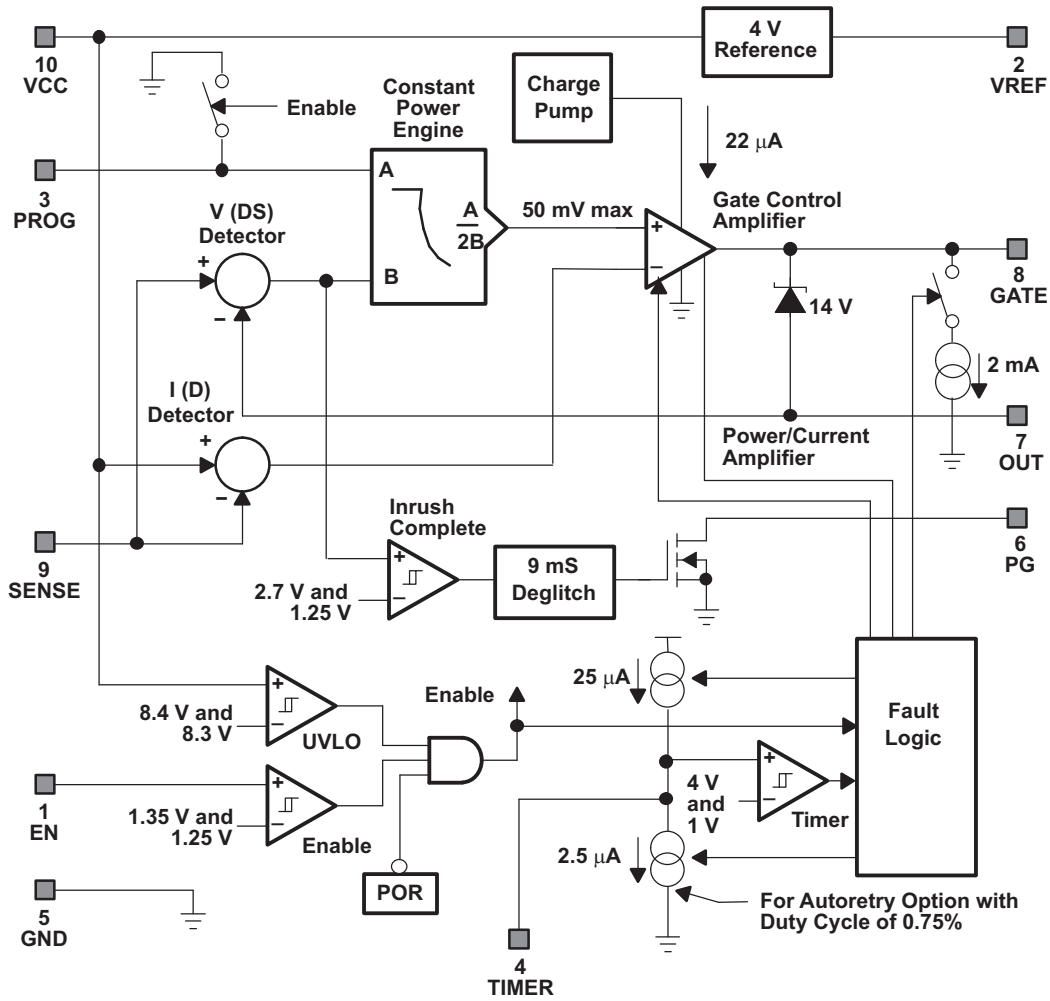 10
VCC
4 V
Reference
2
VREF
Enable
Constant
Power
Engine
Charge
Pump
22 μA
3
PROG
A
A
2B
B
50 mV max
Gate Control
Amplifier
+
−
V (DS)
Detector
+
−
14 V
8
GATE
2 mA
I (D)
Detector
+
−
Power/Current
Amplifier
7
OUT
9
SENSE
Inrush
Complete
+
−
2.7 V and
1.25 V
9 mS
Deglitch
6
PG
+
−
8.4 V and
8.3 V
UVLO
Enable
25 μA
Fault
Logic
1
EN
+
−
1.35 V and
1.25 V
Enable
+
−
4 V
and
1 V
Timer
2.5 μA
POR
5
GND
For Autoretry Option with
Duty Cycle of 0.75%
4
TIMER